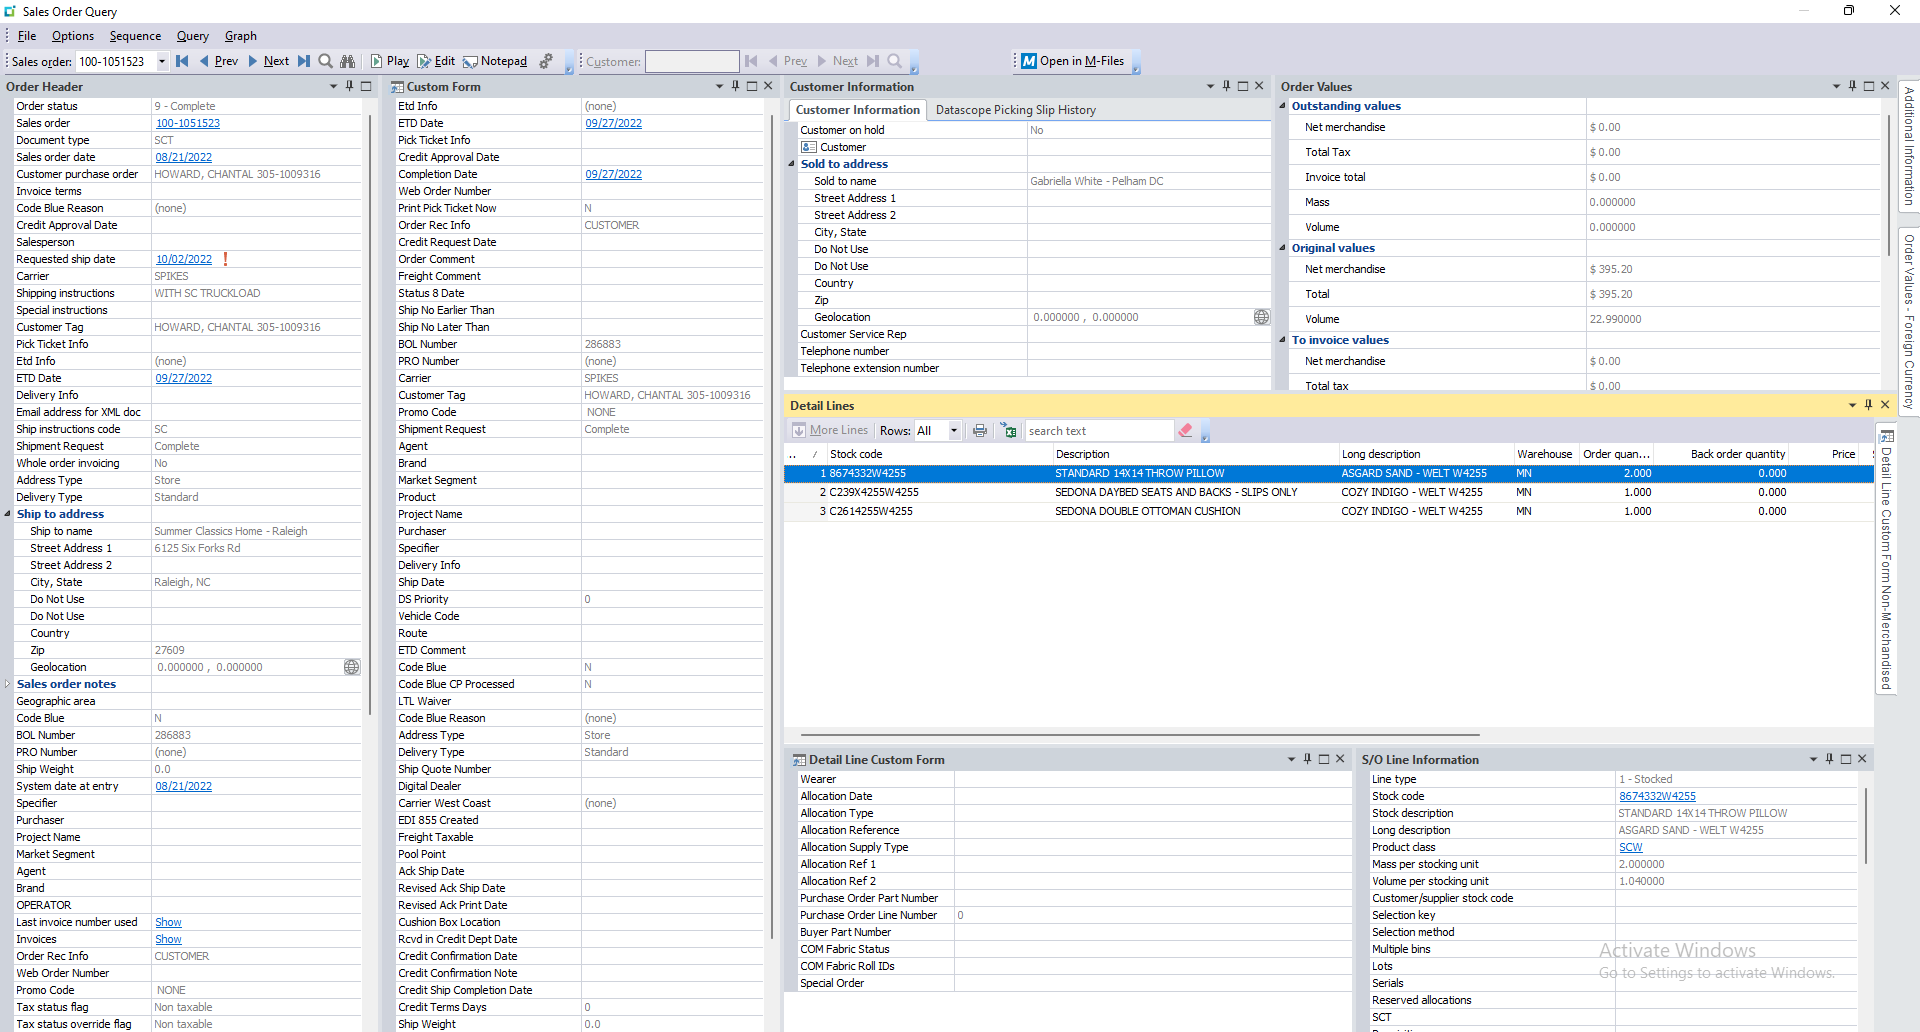 Sales Order Query
File Options Sequence Query Graph
Sales order: 100-1051523 Prev Next Play Edit Notepad Customer: Prev Next Open in M-Files
Order Header
Order status 9 - Complete
Sales order 100-1051523
Document type SCT
Sales order date 08/21/2022
Customer purchase order HOWARD, CHANTAL 305-1009316
Invoice terms
Code Blue Reason (none)
Credit Approval Date
Salesperson
Requested ship date 10/02/2022
Carrier SPIKES
Shipping instructions WITH SC TRUCKLOAD
Special instructions
Customer Tag HOWARD, CHANTAL 305-1009316
Pick Ticket Info
Etd Info (none)
ETD Date 09/27/2022
Delivery Info
Email address for XML doc
Ship instructions code SC
Shipment Request Complete
Whole order invoicing No
Address Type Store
Delivery Type Standard
Ship to address
Ship to name Summer Classics Home - Raleigh
Street Address 1 6125 Six Forks Rd
Street Address 2
City, State Raleigh, NC
Do Not Use
Do Not Use
Country
Zip 27609
Geolocation 0.000000 , 0.000000
Sales order notes
Geographic area
Code Blue N
BOL Number 286883
PRO Number (none)
Ship Weight 0.0
System date at entry 08/21/2022
Specifier
Purchaser
Project Name
Market Segment
Agent
Brand
OPERATOR
Last invoice number used Show
Invoices Show
Order Rec Info CUSTOMER
Web Order Number
Promo Code NONE
Tax status flag Non taxable
Tax status override flag Non taxable
Custom Form
Etd Info (none)
ETD Date 09/27/2022
Pick Ticket Info
Credit Approval Date
Completion Date 09/27/2022
Web Order Number
Print Pick Ticket Now N
Order Rec Info CUSTOMER
Credit Request Date
Order Comment
Freight Comment
Status 8 Date
Ship No Earlier Than
Ship No Later Than
BOL Number 286883
PRO Number (none)
Carrier SPIKES
Customer Tag HOWARD, CHANTAL 305-1009316
Promo Code NONE
Shipment Request Complete
Agent
Brand
Market Segment
Product
Project Name
Purchaser
Specifier
Delivery Info
Ship Date
DS Priority 0
Vehicle Code
Route
ETD Comment
Code Blue N
Code Blue CP Processed N
LTL Waiver
Code Blue Reason (none)
Address Type Store
Delivery Type Standard
Ship Quote Number
Digital Dealer
Carrier West Coast (none)
EDI 855 Created
Freight Taxable
Pool Point
Ack Ship Date
Revised Ack Ship Date
Revised Ack Print Date
Cushion Box Location
Rcvd in Credit Dept Date
Credit Confirmation Date
Credit Confirmation Note
Credit Ship Completion Date
Credit Terms Days 0
Ship Weight 0.0
Customer Information
Customer Information Datascope Picking Slip History
Customer on hold No
Customer
Sold to address
Sold to name Gabriella White - Pelham DC
Street Address 1
Street Address 2
City, State
Do Not Use
Do Not Use
Country
Zip
Geolocation 0.000000 , 0.000000
Customer Service Rep
Telephone number
Telephone extension number
Order Values
Outstanding values
Net merchandise $ 0.00
Total Tax $ 0.00
Invoice total $ 0.00
Mass 0.000000
Volume 0.000000
Original values
Net merchandise $ 395.20
Total $ 395.20
Volume 22.990000
To invoice values
Net merchandise $ 0.00
Total tax $ 0.00
Additional Information
Order Values - Foreign Currency
Detail Lines
More Lines Rows: All search text
.. / Stock code Description Long description Warehouse Order quan... Back order quantity Price
1 8674332W4255 STANDARD 14X14 THROW PILLOW ASGARD SAND - WELT W4255 MN 2.000 0.000
2 C239X4255W4255 SEDONA DAYBED SEATS AND BACKS - SLIPS ONLY COZY INDIGO - WELT W4255 MN 1.000 0.000
3 C2614255W4255 SEDONA DOUBLE OTTOMAN CUSHION COZY INDIGO - WELT W4255 MN 1.000 0.000
Detail Line Custom Form Non-Merchandised
Detail Line Custom Form
Wearer
Allocation Date
Allocation Type
Allocation Reference
Allocation Supply Type
Allocation Ref 1
Allocation Ref 2
Purchase Order Part Number
Purchase Order Line Number 0
Buyer Part Number
COM Fabric Status
COM Fabric Roll IDs
Special Order
S/O Line Information
Line type 1 - Stocked
Stock code 8674332W4255
Stock description STANDARD 14X14 THROW PILLOW
Long description ASGARD SAND - WELT W4255
Product class SCW
Mass per stocking unit 2.000000
Volume per stocking unit 1.040000
Customer/supplier stock code
Selection key
Selection method
Multiple bins
Lots
Serials
Reserved allocations
SCT
Activate Windows
Go to Settings to activate Windows.